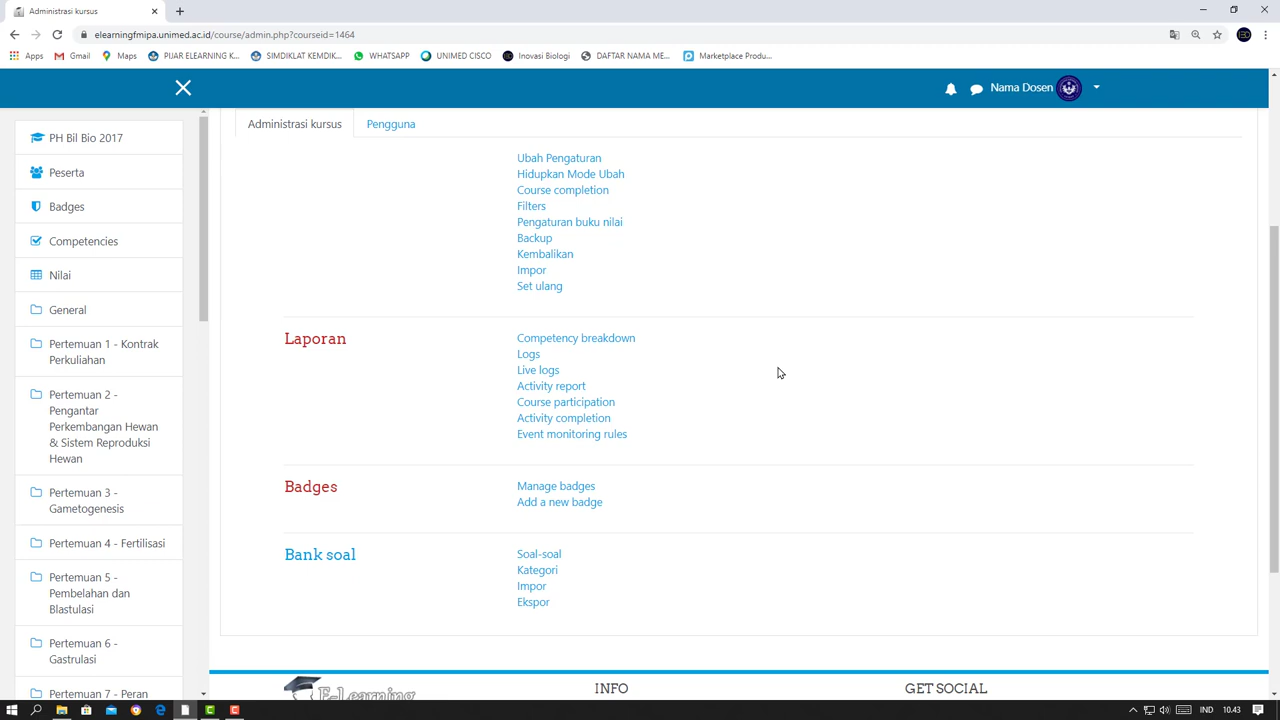 Administrasi kursus
elearningfmipa.unimed.ac.id/course/admin.php?courseid=1464
Apps Gmail Maps PIJAR ELEARNING K... SIMDIKLAT KEMDIK... WHATSAPP UNIMED CISCO Inovasi Biologi DAFTAR NAMA ME... Marketplace Produ...
Nama Dosen
PH Bil Bio 2017
Peserta
Badges
Competencies
Nilai
General
Pertemuan 1 - Kontrak
Perkuliahan
Pertemuan 2 -
Pengantar
Perkembangan Hewan
& Sistem Reproduksi
Hewan
Pertemuan 3 -
Gametogenesis
Pertemuan 4 - Fertilisasi
Pertemuan 5 -
Pembelahan dan
Blastulasi
Pertemuan 6 -
Gastrulasi
Pertemuan 7 - Peran
Administrasi kursus Pengguna
Ubah Pengaturan
Hidupkan Mode Ubah
Course completion
Filters
Pengaturan buku nilai
Backup
Kembalikan
Impor
Set ulang
Laporan
Competency breakdown
Logs
Live logs
Activity report
Course participation
Activity completion
Event monitoring rules
Badges
Manage badges
Add a new badge
Bank soal
Soal-soal
Kategori
Impor
Ekspor
E-Learning
INFO
GET SOCIAL
IND 10.43